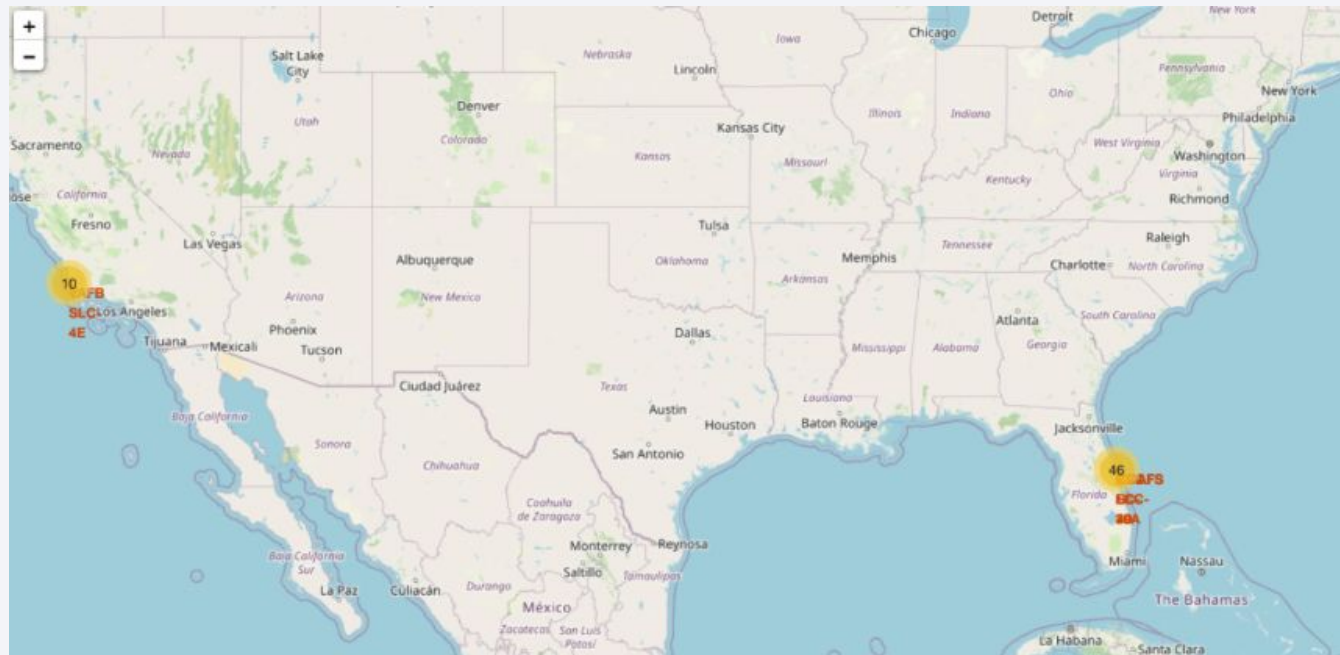 +
−
Detroit
New York
Chicago
Iowa
Salt Lake
City
Nebraska
Lincoln
Pennsylvania
New York
Ohio
Denver
Utah
Illinois
Indiana
Philadelphia
Kansas City
Colorado
Sacramento
West Virginia
Washington
Nevada
Kansas
Missouri
Virginia
Kentucky
California
Richmond
Fresno
Tulsa
Las Vegas
Raleigh
Tennessee
Albuquerque
Oklahoma
Memphis
Charlotte
North Carolina
10
Arkansas
Arizona
New Mexico
SLC-
Los Angeles
South Carolina
4E
Phoenix
Dallas
Atlanta
Tijuana
Mexicali
Tucson
Mississippi
Alabama
Georgia
Ciudad Juárez
Texas
Louisiana
Austin
Baja California
Houston
Baton Rouge
Jacksonville
Sonora
San Antonio
Chihuahua
46
Florida
Coahuila
de Zaragoza
Monterrey
Reynosa
Baja California
Sur
Saltillo
Miami
Nassau
Tamaulipas
La Paz
Culiacán
Durango
México
The Bahamas
Zacatecas
San Luis
Potosí
La Habana
Santa Clara